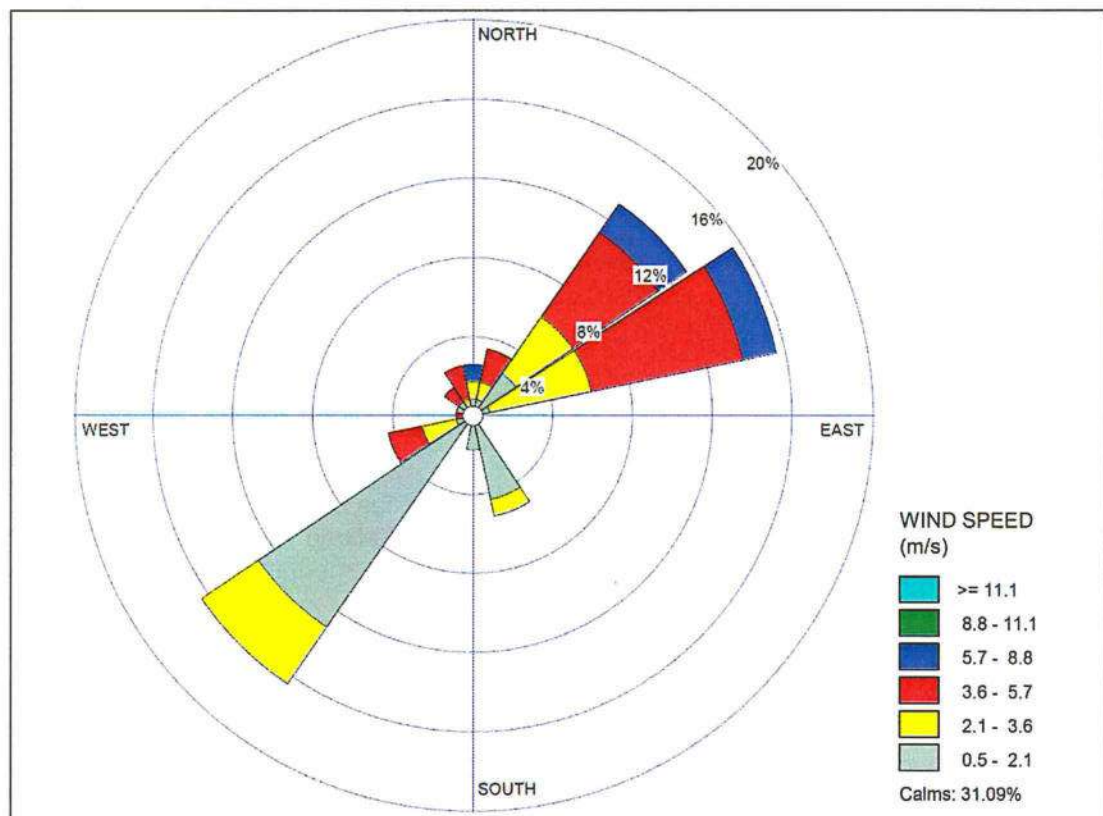 NORTH
20%
16%
12%
8%
4%
WEST
EAST
SOUTH
WIND SPEED
(m/s)
>= 11.1
8.8 - 11.1
5.7 - 8.8
3.6 - 5.7
2.1 - 3.6
0.5 - 2.1
Calms: 31.09%